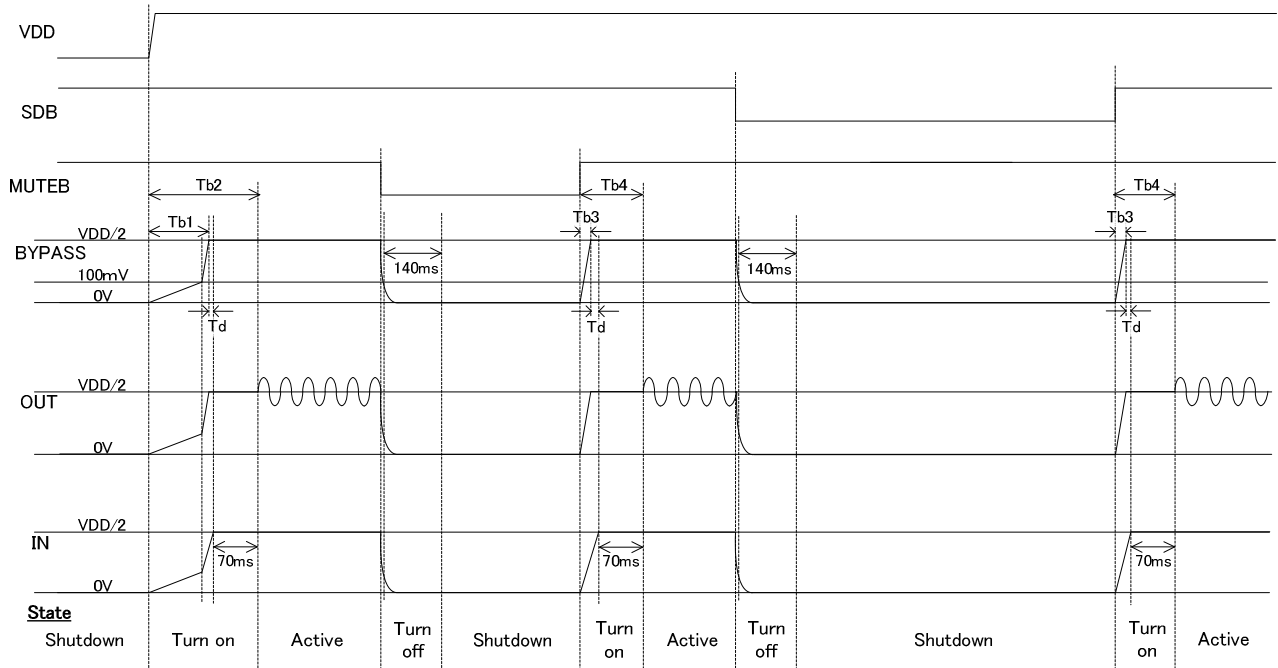 VDD
SDB
MUTEB
Tb2
Tb4
Tb4
Tb1
Tb3
Tb3
VDD/2
BYPASS
140ms
140ms
100mV
0V
Td
Td
Td
VDD/2
OUT
0V
VDD/2
IN
70ms
70ms
70ms
0V
State
Shutdown
Turn on
Active
Turn off
Shutdown
Turn on
Active
Turn off
Shutdown
Turn on
Active